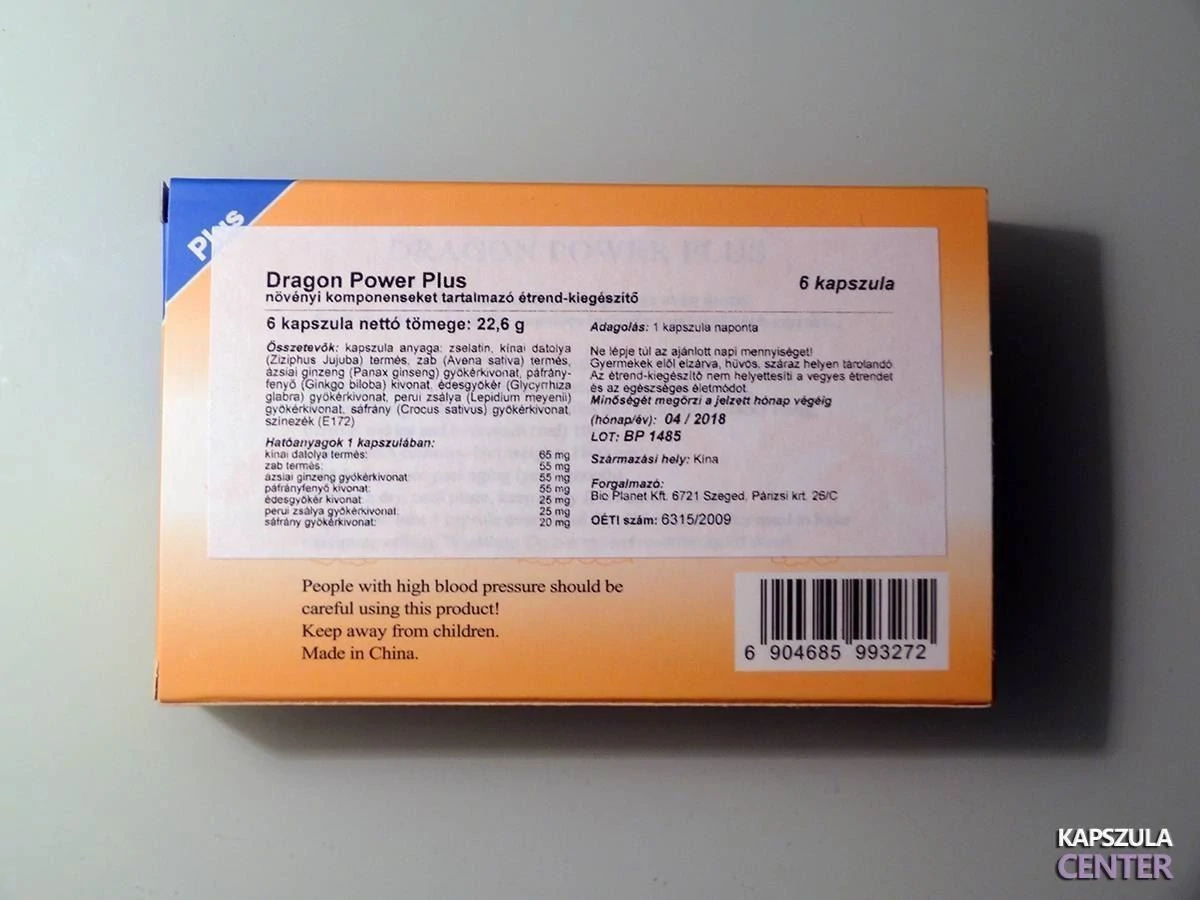 Plus
Dragon Power Plus
6 kapszula
növényi komponenseket tartalmazó étrend-kiegészítő
6 kapszula nettó tömege: 22,6 g
Összetevők: kapszula anyaga: zselatin, kínai datolya
(Ziziphus Jujuba) termés, zab (Avena sativa) termés,
ázsiai ginzeng (Panax ginseng) gyökérkivonat, páfrány-
fenyő (Ginkgo biloba) kivonat, édesgyökér (Glycyrrhiza
glabra) gyökérkivonat, perui zsálya (Lepidium meyenii)
gyökérkivonat, sáfrány (Crocus sativus) gyökérkivonat,
színezék (E172)
Hatóanyagok 1 kapszulában:
kínai datolya termés: 65 mg
zab termés: 55 mg
ázsiai ginzeng gyökérkivonat: 55 mg
páfrányfenyő kivonat: 55 mg
édesgyökér kivonat: 25 mg
perui zsálya gyökérkivonat: 25 mg
sáfrány gyökérkivonat: 20 mg
Adagolás: 1 kapszula naponta
Ne lépje túl az ajánlott napi mennyiséget!
Gyermekek elől elzárva, hűvös, száraz helyen tárolandó
Az étrend-kiegészítő nem helyettesíti a vegyes étrendet
és az egészséges életmódot.
Minőségét megőrzi a jelzett hónap végéig
(hónap/év): 04 / 2018
LOT: BP 1485
Származási hely: Kína
Forgalmazó:
Bio Planet Kft. 6721 Szeged, Párizsi krt. 26/C
OÉTI szám: 6315/2009
DRAGON POWER PLUS
People with high blood pressure should be
careful using this product!
Keep away from children.
Made in China.
6 904685 993272
KAPSZULA
CENTER